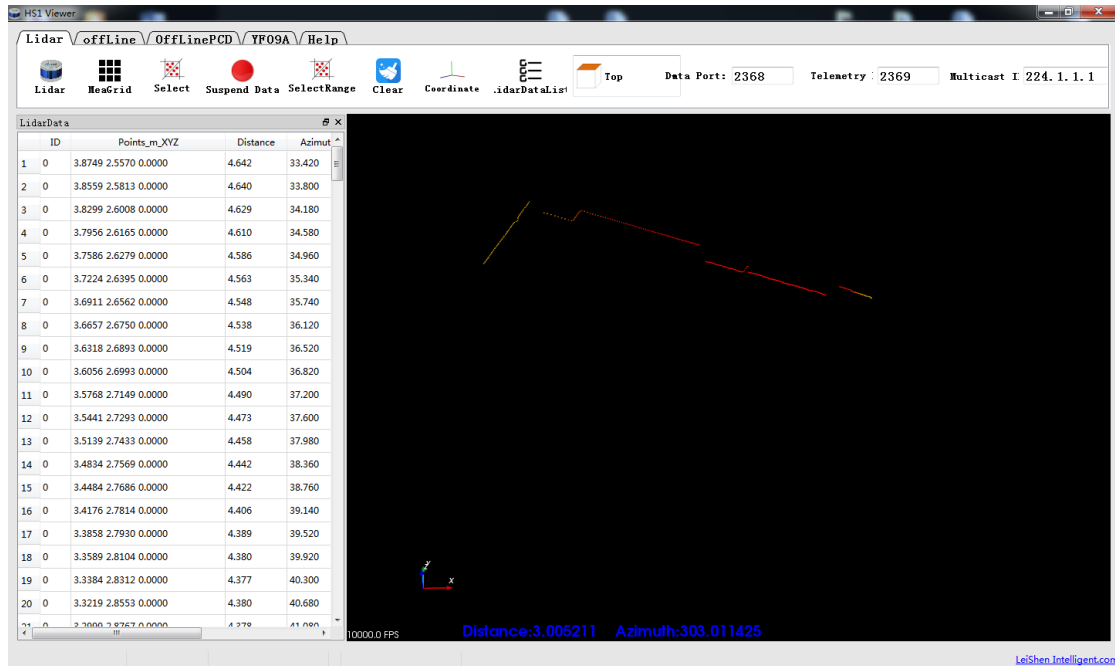 HS1 Viewer
Lidar offLine OffLinePCD YF09A Help
Lidar MeaGrid Select Suspend Data SelectRange Clear Coordinate .idarDataList Top Data Port: 2368 Telemetry 2369 Multicast I 224.1.1.1
LidarData
ID Points_m_XYZ Distance Azimut
1 0 3.8749 2.5570 0.0000 4.642 33.420
2 0 3.8559 2.5813 0.0000 4.640 33.800
3 0 3.8299 2.6008 0.0000 4.629 34.180
4 0 3.7956 2.6165 0.0000 4.610 34.580
5 0 3.7586 2.6279 0.0000 4.586 34.960
6 0 3.7224 2.6395 0.0000 4.563 35.340
7 0 3.6911 2.6562 0.0000 4.548 35.740
8 0 3.6657 2.6750 0.0000 4.538 36.120
9 0 3.6318 2.6893 0.0000 4.519 36.520
10 0 3.6056 2.6993 0.0000 4.504 36.820
11 0 3.5768 2.7149 0.0000 4.490 37.200
12 0 3.5441 2.7293 0.0000 4.473 37.600
13 0 3.5139 2.7433 0.0000 4.458 37.980
14 0 3.4834 2.7569 0.0000 4.442 38.360
15 0 3.4484 2.7686 0.0000 4.422 38.760
16 0 3.4176 2.7814 0.0000 4.406 39.140
17 0 3.3858 2.7930 0.0000 4.389 39.520
18 0 3.3589 2.8104 0.0000 4.380 39.920
19 0 3.3384 2.8312 0.0000 4.377 40.300
20 0 3.3219 2.8553 0.0000 4.380 40.680
21 0 3.2999 2.8767 0.0000 4.378 41.080
X
10000.0 FPS Distance:3.005211 Azimuth:303.011425
LeiShen Intelligent.com